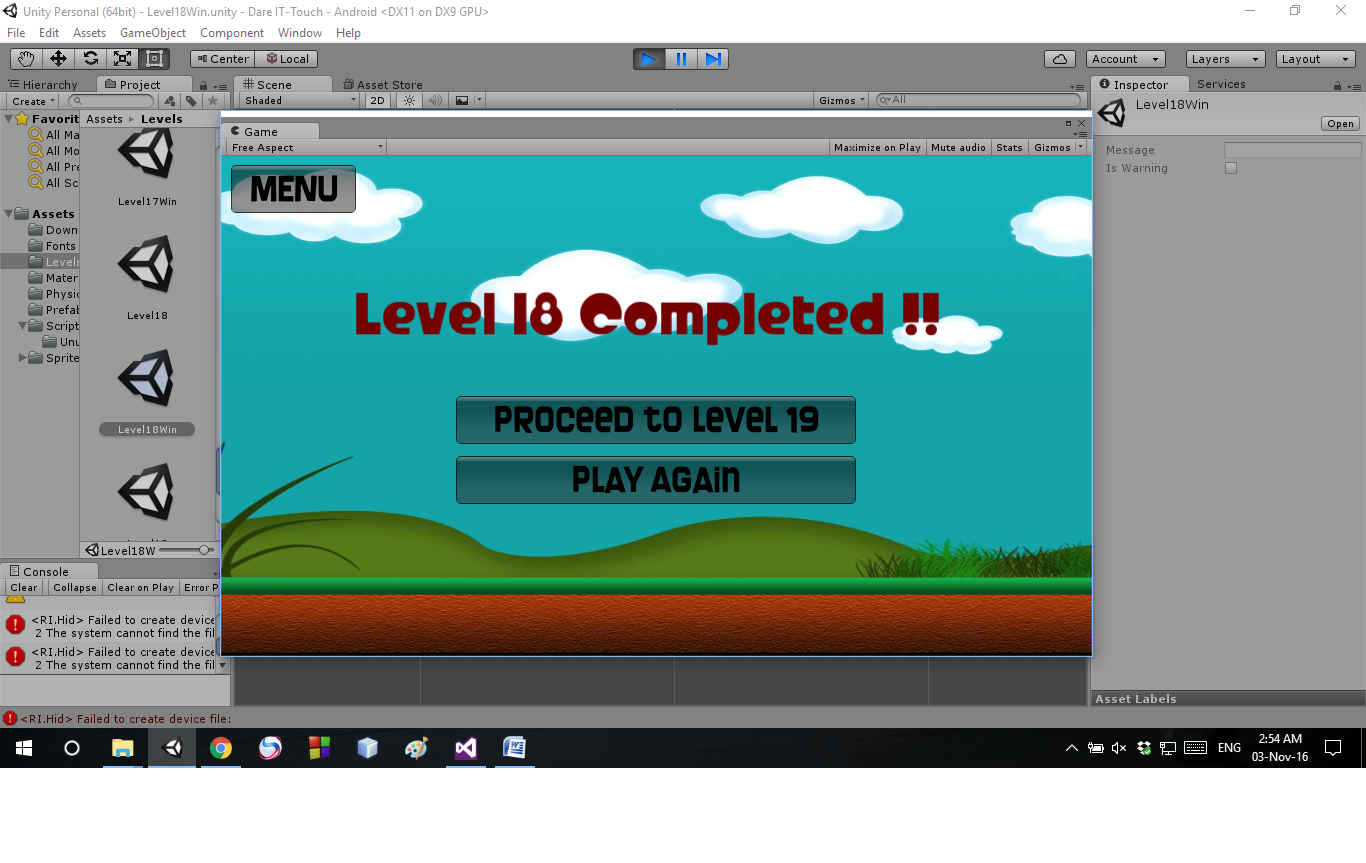 Unity Personal (64bit) - Level18Win.unity - Dare IT-Touch - Android <DX11 on DX9 GPU>
File Edit Assets GameObject Component Window Help
Center Local Account Layers Layout
Hierarchy Project Scene Asset Store Inspector Services
Create Shaded 2D Gizmos All Level18Win
Open
Favorit Assets Levels
All Ma
All Mo
All Pre
All Sc
Level17Win
Assets
Down
Fonts
Levels
Mater
Physic
Prefab
Script
Unu
Sprite
Level18
Level18Win
Level18W
Game
Free Aspect Maximize on Play Mute audio Stats Gizmos
MENU
Level 18 Completed !!
PROCEED to LEVEL 19
PLAY AGAIN
Message
Is Warning
Console
Clear Collapse Clear on Play Error P
<RI.Hid> Failed to create device
2 The system cannot find the fil
<RI.Hid> Failed to create device
2 The system cannot find the fil
Asset Labels
<RI.Hid> Failed to create device file:
ENG 2:54 AM
03-Nov-16